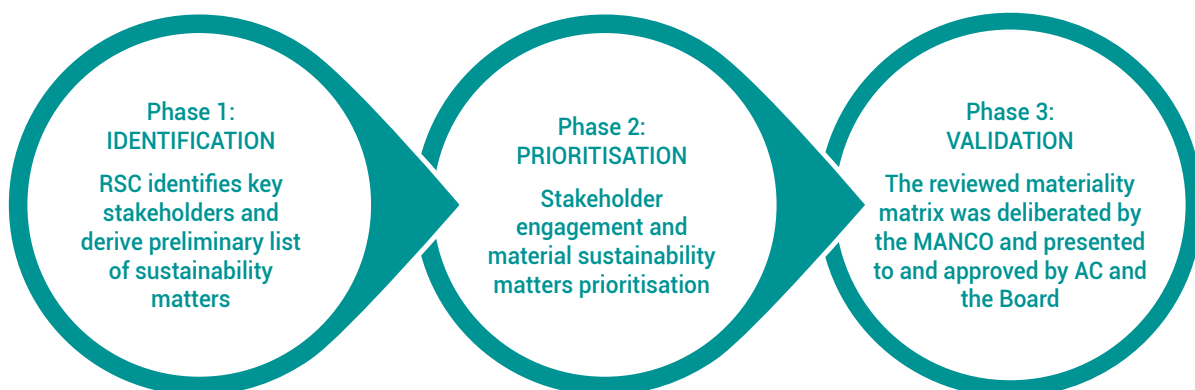 Phase 1:
IDENTIFICATION
RSC identifies key
stakeholders and
derive preliminary list
of sustainability
matters
Phase 2:
PRIORITISATION
Stakeholder
engagement and
material sustainability
matters prioritisation
Phase 3:
VALIDATION
The reviewed materiality
matrix was deliberated by
the MANCO and presented
to and approved by AC and
the Board